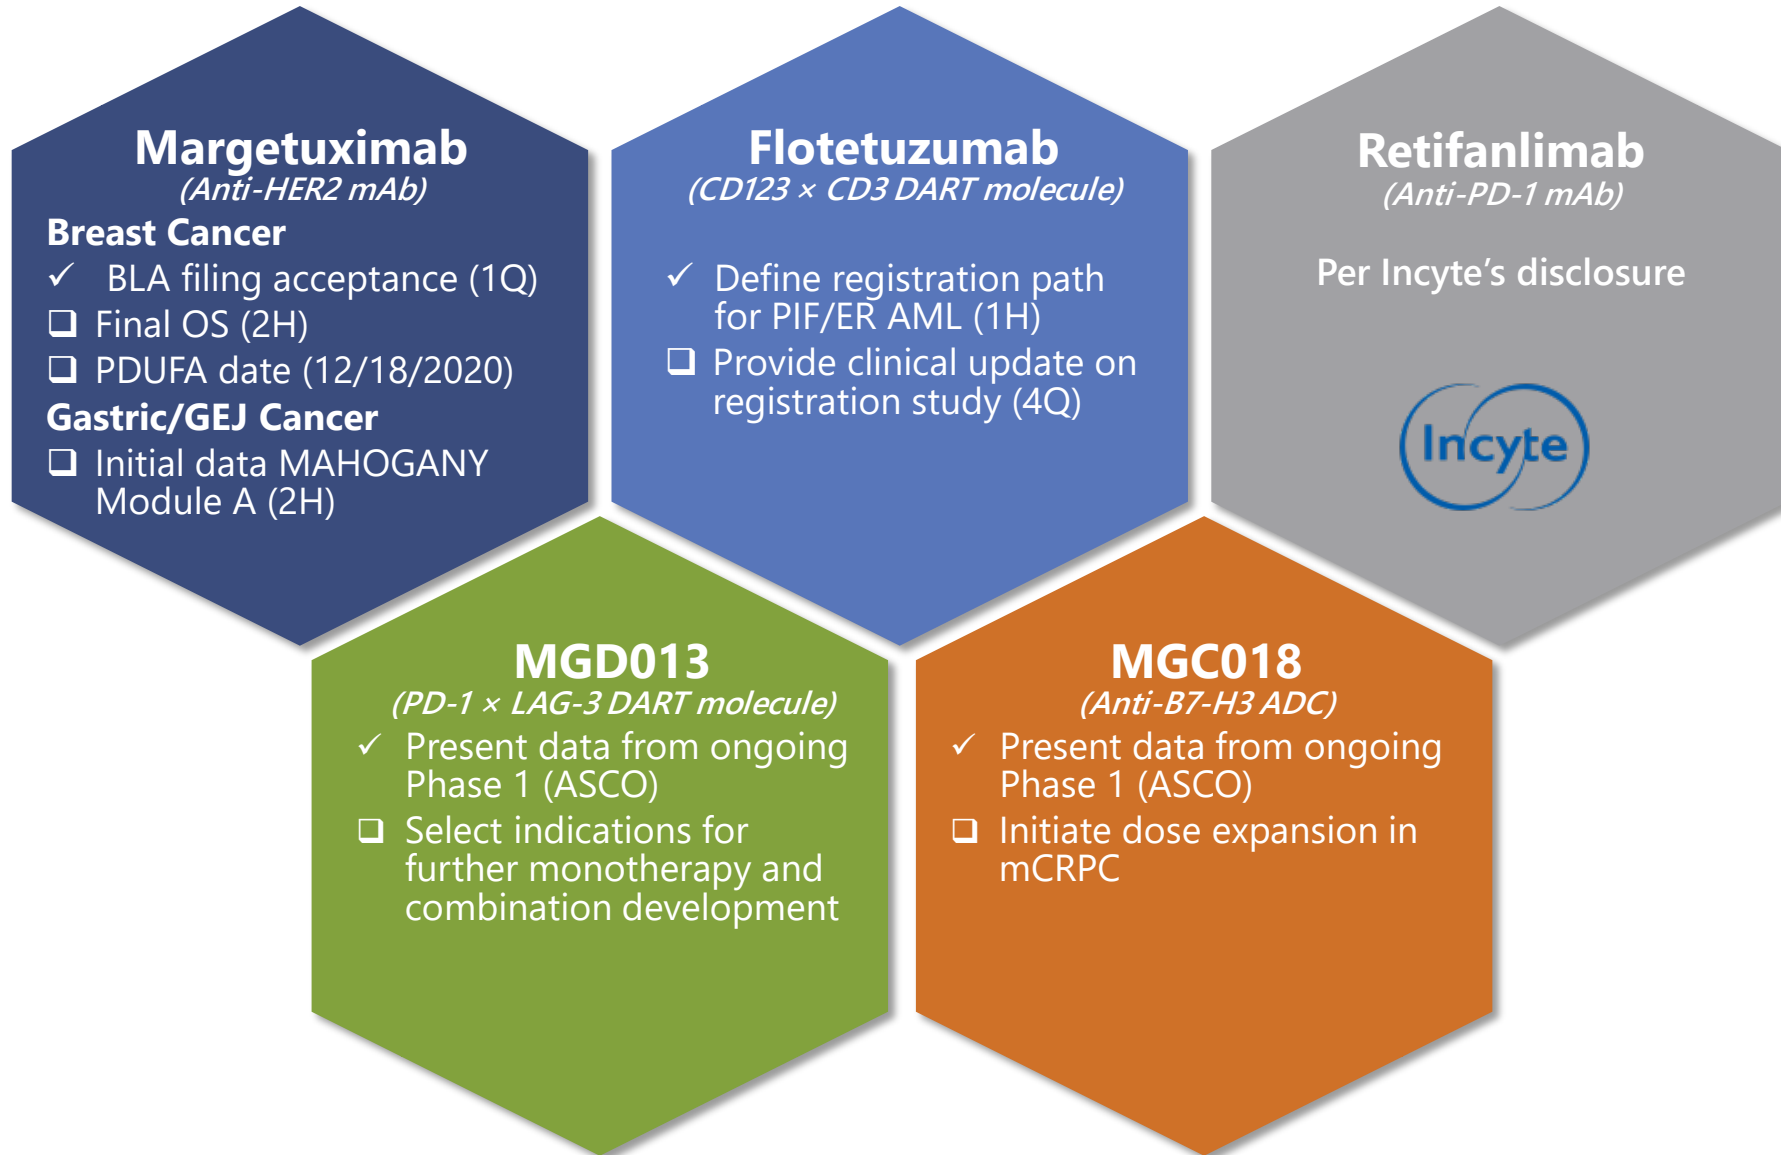 Margetuximab
(Anti-HER2 mAb)
Breast Cancer
✓ BLA filing acceptance (1Q)
❑ Final OS (2H)
❑ PDUFA date (12/18/2020)
Gastric/GEJ Cancer
❑ Initial data MAHOGANY
Module A (2H)
Flotetuzumab
(CD123 × CD3 DART molecule)
✓ Define registration path
for PIF/ER AML (1H)
❑ Provide clinical update on
registration study (4Q)
Retifanlimab
(Anti-PD-1 mAb)
Per Incyte’s disclosure
Incyte
MGD013
(PD-1 × LAG-3 DART molecule)
✓ Present data from ongoing
Phase 1 (ASCO)
❑ Select indications for
further monotherapy and
combination development
MGC018
(Anti-B7-H3 ADC)
✓ Present data from ongoing
Phase 1 (ASCO)
❑ Initiate dose expansion in
mCRPC